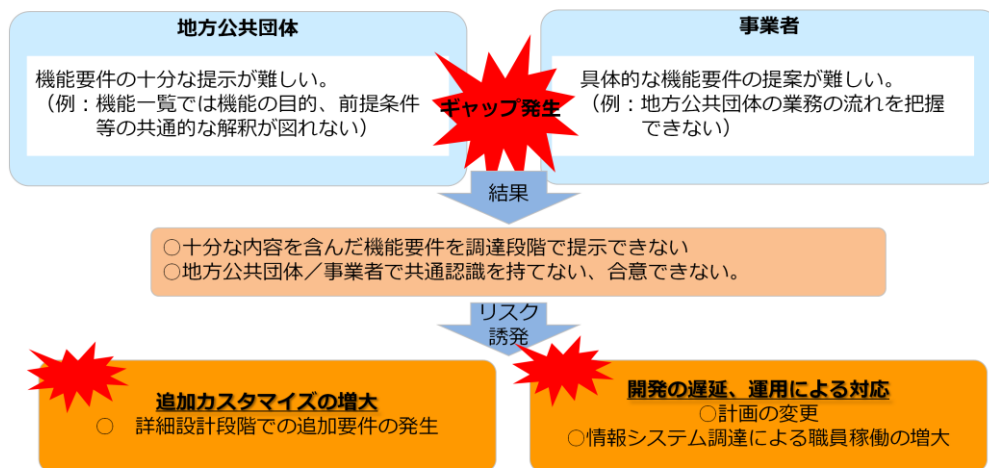 地方公共団体
機能要件の十分な提示が難しい。
（例：機能一覧では機能の目的、前提条件
等の共通的な解釈が図れない）
ギャップ発生
事業者
具体的な機能要件の提案が難しい。
（例：地方公共団体の業務の流れを把握
できない）
結果
○十分な内容を含んだ機能要件を調達段階で提示できない
○地方公共団体／事業者で共通認識を持てない、合意できない。
リスク
誘発
追加カスタマイズの増大
○　詳細設計段階での追加要件の発生
開発の遅延、運用による対応
○計画の変更
○情報システム調達による職員稼働の増大